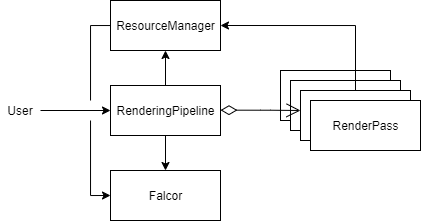 ResourceManager
User
RenderingPipeline
RenderPass
Falcor